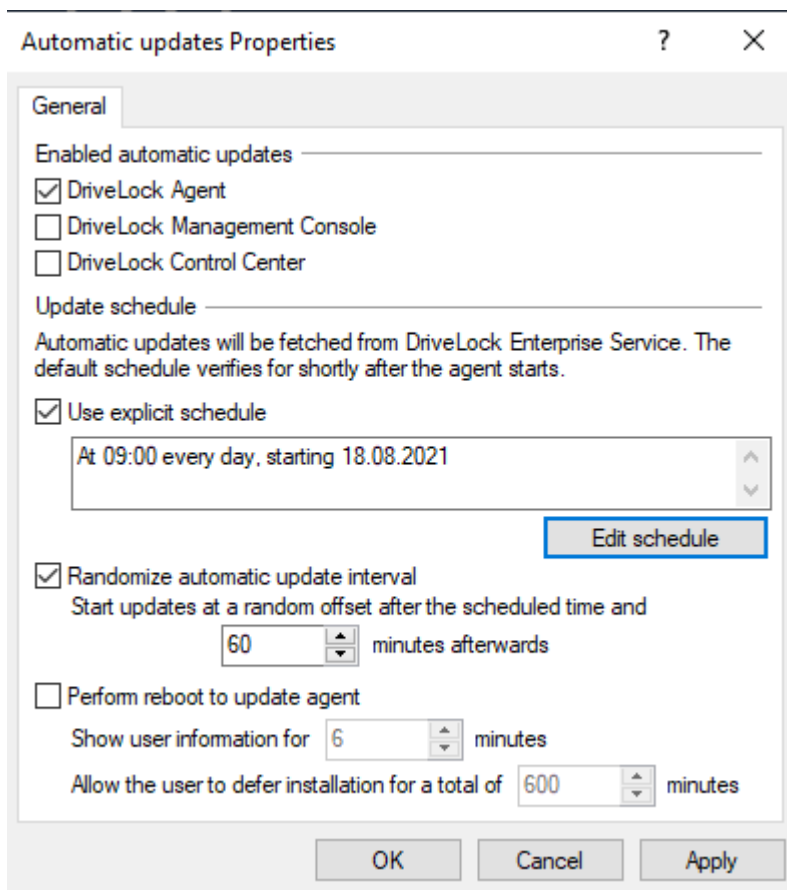 Automatic updates Properties
?
General
Enabled automatic updates
DriveLock Agent
DriveLock Management Console
DriveLock Control Center
Update schedule
Automatic updates will be fetched from DriveLock Enterprise Service. The
default schedule verifies for shortly after the agent starts.
Use explicit schedule
At 09:00 every day, starting 18.08.2021
Edit schedule
Randomize automatic update interval
Start updates at a random offset after the scheduled time and
60 minutes afterwards
Perform reboot to update agent
Show user information for 6 minutes
Allow the user to defer installation for a total of 600 minutes
OK Cancel Apply